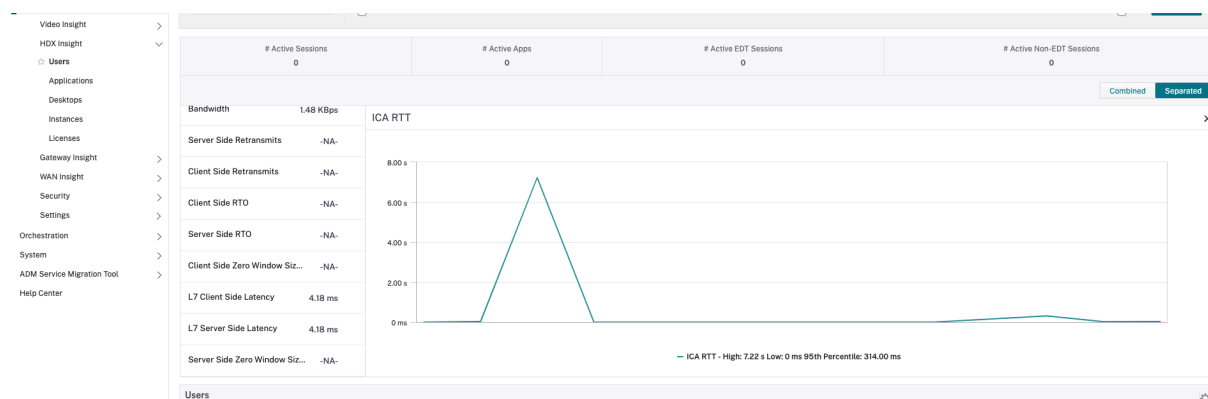 Video Insight
HDX Insight
Users
Applications
Desktops
Instances
Licenses
Gateway Insight
WAN Insight
Security
Settings
Orchestration
System
ADM Service Migration Tool
Help Center
# Active Sessions
0
# Active Apps
0
# Active EDT Sessions
0
# Active Non-EDT Sessions
0
Combined
Separated
Bandwidth 1.48 KBps
Server Side Retransmits -NA-
Client Side Retransmits -NA-
Client Side RTO -NA-
Server Side RTO -NA-
Client Side Zero Window Siz... -NA-
L7 Client Side Latency 4.18 ms
L7 Server Side Latency 4.18 ms
Server Side Zero Window Siz... -NA-
ICA RTT
8.00 s
6.00 s
4.00 s
2.00 s
0 ms
ICA RTT - High: 7.22 s Low: 0 ms 95th Percentile: 314.00 ms
Users